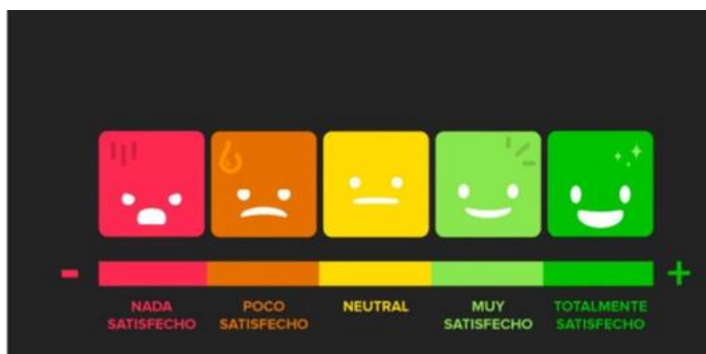 - +
NADA
SATISFECHO
POCO
SATISFECHO
NEUTRAL
MUY
SATISFECHO
TOTALMENTE
SATISFECHO